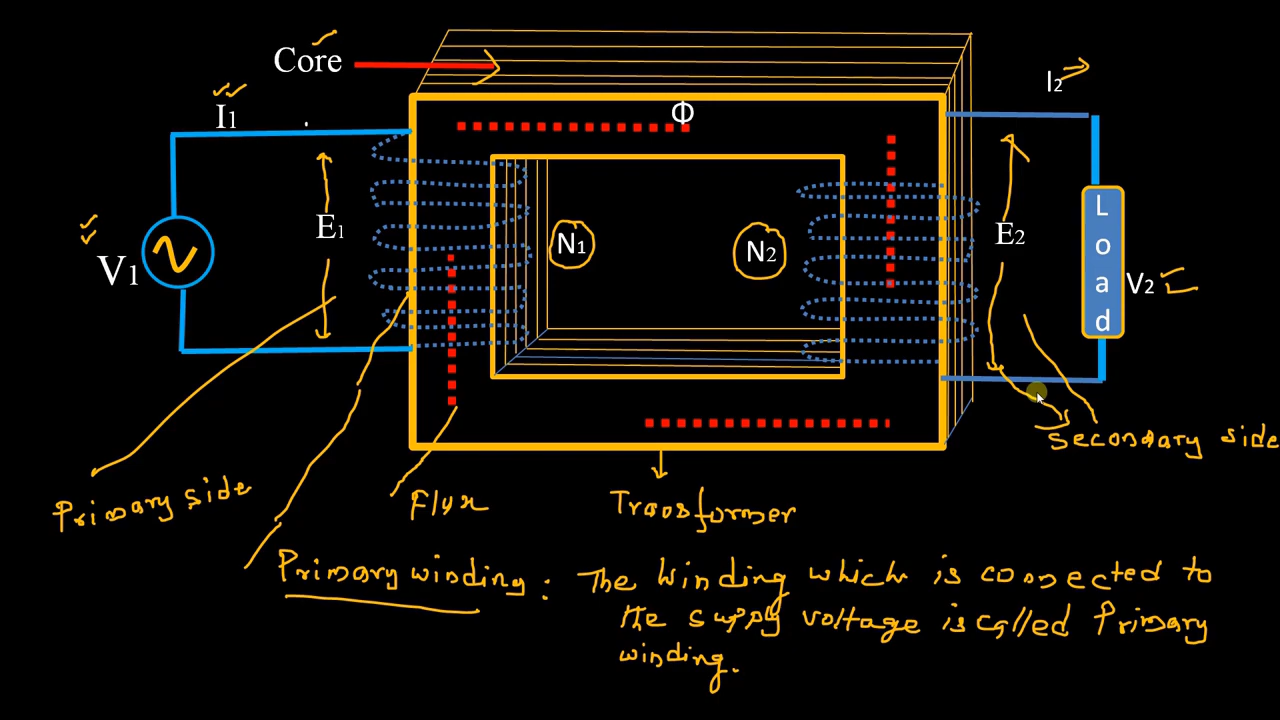 Core
I1
Φ
I2
E1
N1
N2
E2
V1
Load
V2
Secondary side
Primary side
Flux
Transformer
Primary winding: The Winding which is connected to
the supply voltage is called Primary
winding.